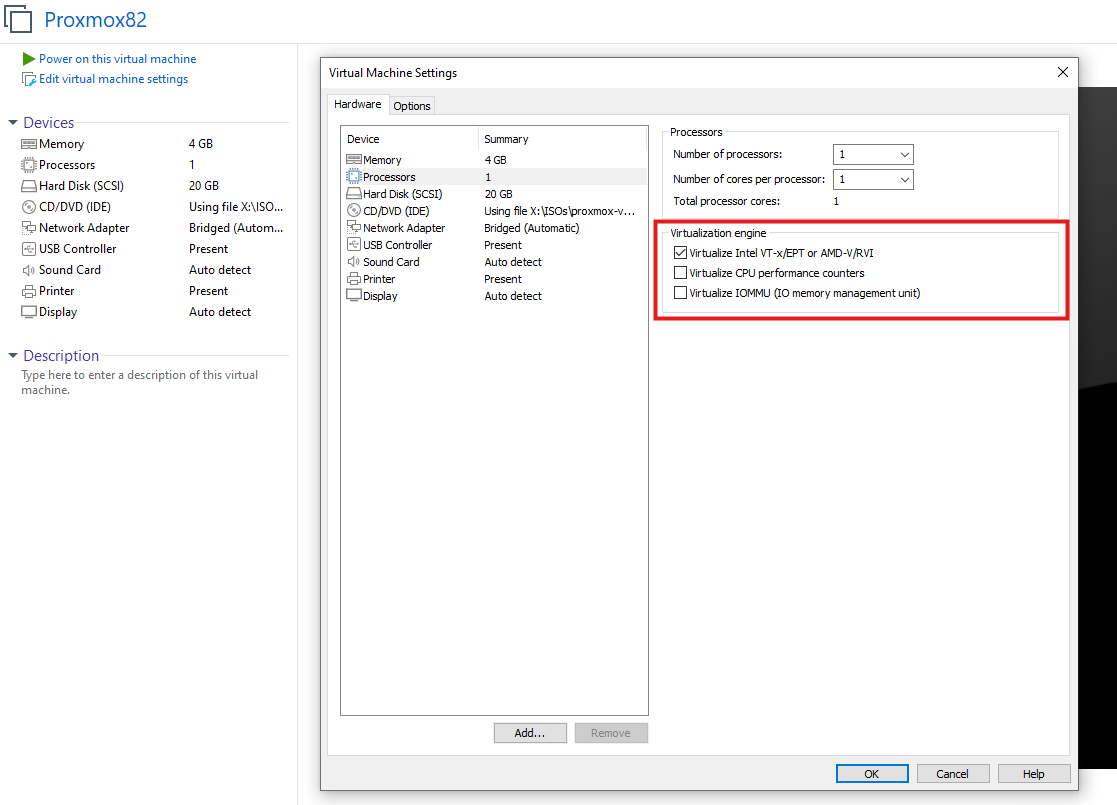 Proxmox82
Power on this virtual machine
Edit virtual machine settings
Devices
Memory 4 GB
Processors 1
Hard Disk (SCSI) 20 GB
CD/DVD (IDE) Using file X:\ISO...
Network Adapter Bridged (Autom...
USB Controller Present
Sound Card Auto detect
Printer Present
Display Auto detect
Description
Type here to enter a description of this virtual
machine.
Virtual Machine Settings
Hardware Options
Device Summary
Memory 4 GB
Processors 1
Hard Disk (SCSI) 20 GB
CD/DVD (IDE) Using file X:\ISOs\proxmox-v...
Network Adapter Bridged (Automatic)
USB Controller Present
Sound Card Auto detect
Printer Present
Display Auto detect
Add... Remove
Processors
Number of processors: 1
Number of cores per processor: 1
Total processor cores: 1
Virtualization engine
Virtualize Intel VT-x/EPT or AMD-V/RVI
Virtualize CPU performance counters
Virtualize IOMMU (IO memory management unit)
OK Cancel Help